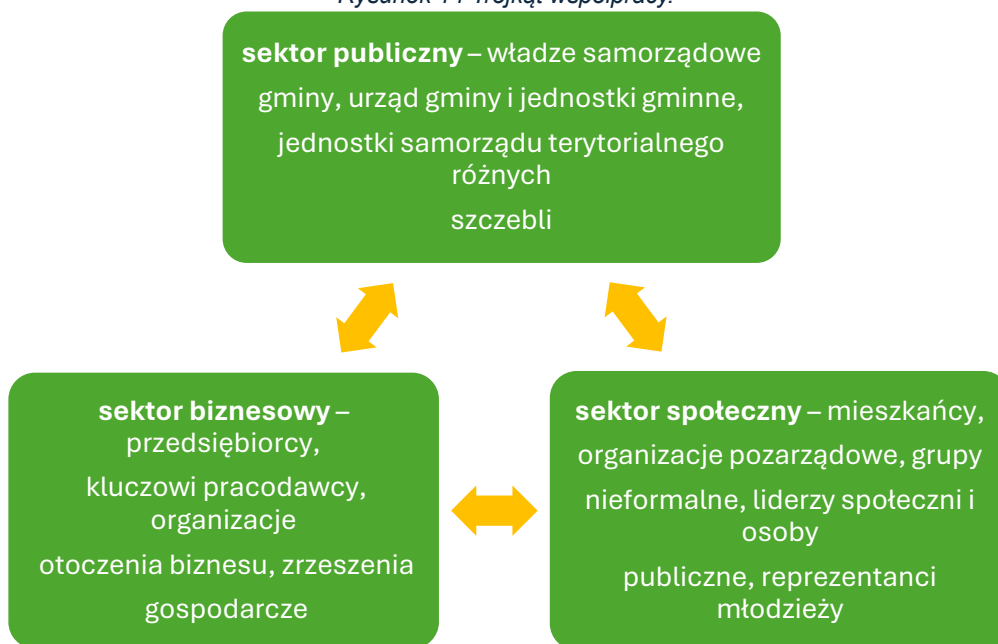 sektor publiczny – władze samorządowe
gminy, urząd gminy i jednostki gminne,
jednostki samorządu terytorialnego
różnych
szczebli
sektor biznesowy –
przedsiębiorcy,
kluczowi pracodawcy,
organizacje
otoczenia biznesu, zrzeszenia
gospodarcze
sektor społeczny – mieszkańcy,
organizacje pozarządowe, grupy
nieformalne, liderzy społeczni i
osoby
publiczne, reprezentanci
młodzieży